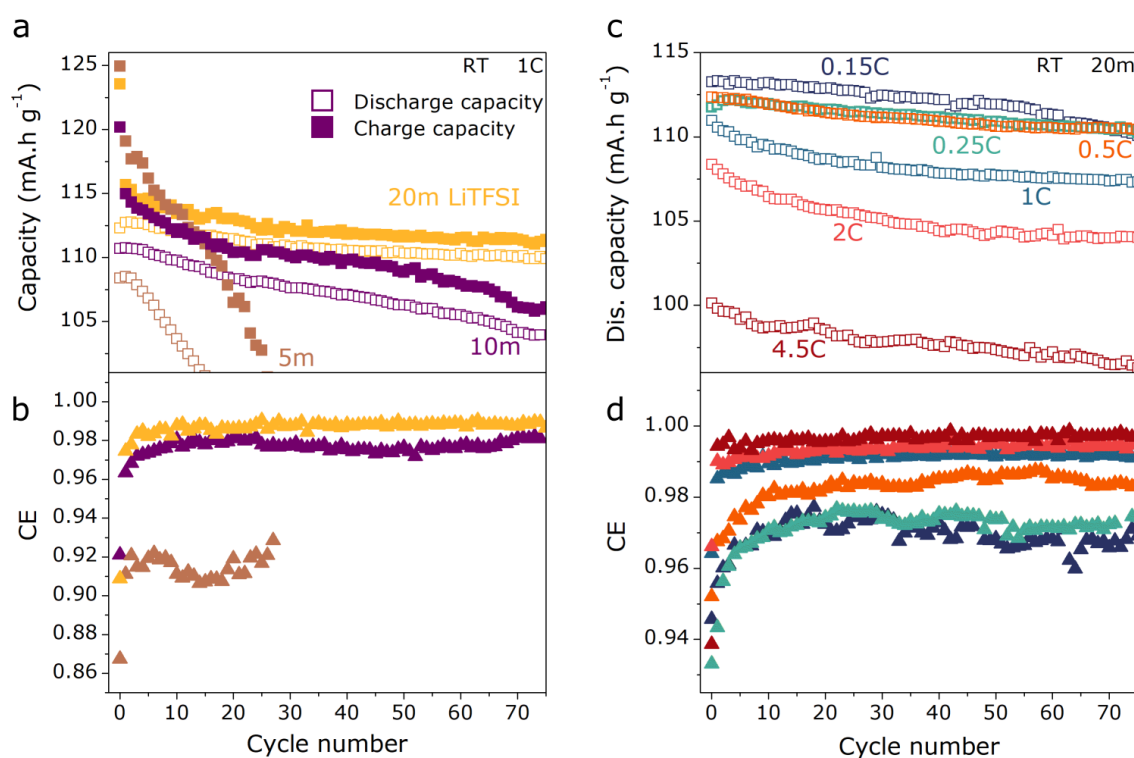 a
Capacity (mA.h g⁻¹)
125
120
115
110
105
RT 1C
Discharge capacity
Charge capacity
20m LiTFSI
5m
10m
b
CE
1.00
0.98
0.96
0.94
0.92
0.90
0.88
0.86
0 10 20 30 40 50 60 70
Cycle number
c
Dis. capacity (mA.h g⁻¹)
115
110
105
100
RT 20m
0.15C
0.25C
0.5C
1C
2C
4.5C
d
CE
1.00
0.98
0.96
0.94
0 10 20 30 40 50 60 70
Cycle number